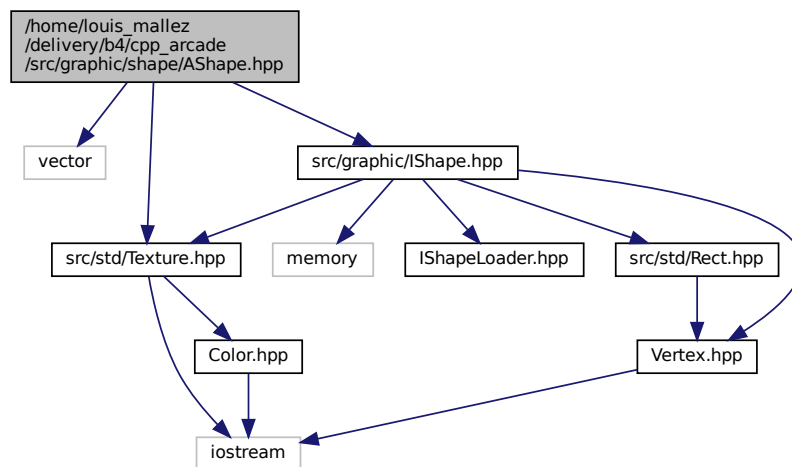 /home/louis_mallez
/delivery/b4/cpp_arcade
/src/graphic/shape/AShape.hpp
vector
src/graphic/IShape.hpp
src/std/Texture.hpp
memory
IShapeLoader.hpp
src/std/Rect.hpp
Color.hpp
Vertex.hpp
iostream